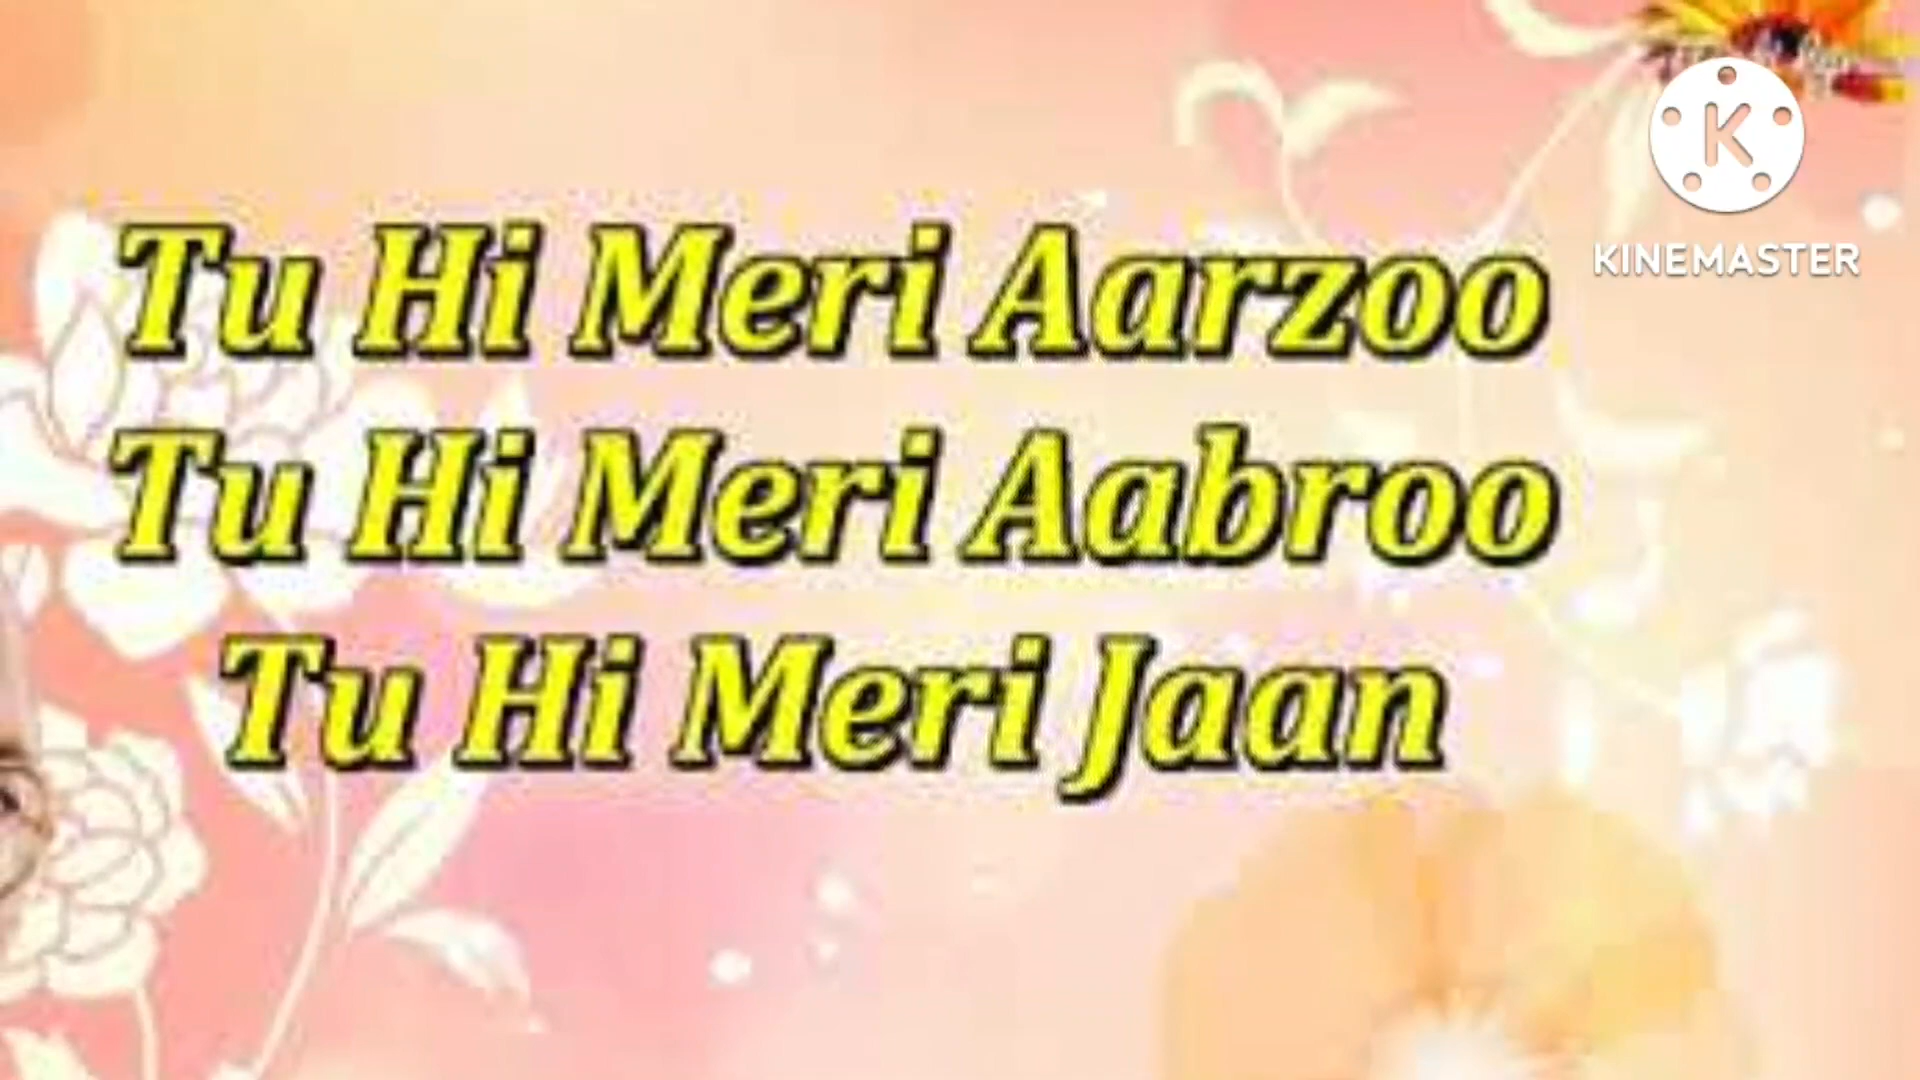 K
KINEMASTER
Tu Hi Meri Aarzoo
Tu Hi Meri Aabroo
Tu Hi Meri Jaan